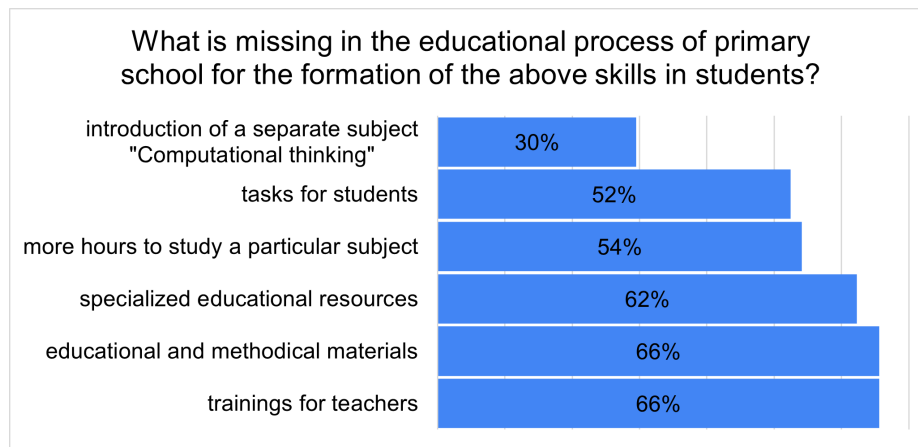 What is missing in the educational process of primary
school for the formation of the above skills in students?
introduction of a separate subject
"Computational thinking"
30%
tasks for students
52%
more hours to study a particular subject
54%
specialized educational resources
62%
educational and methodical materials
66%
trainings for teachers
66%